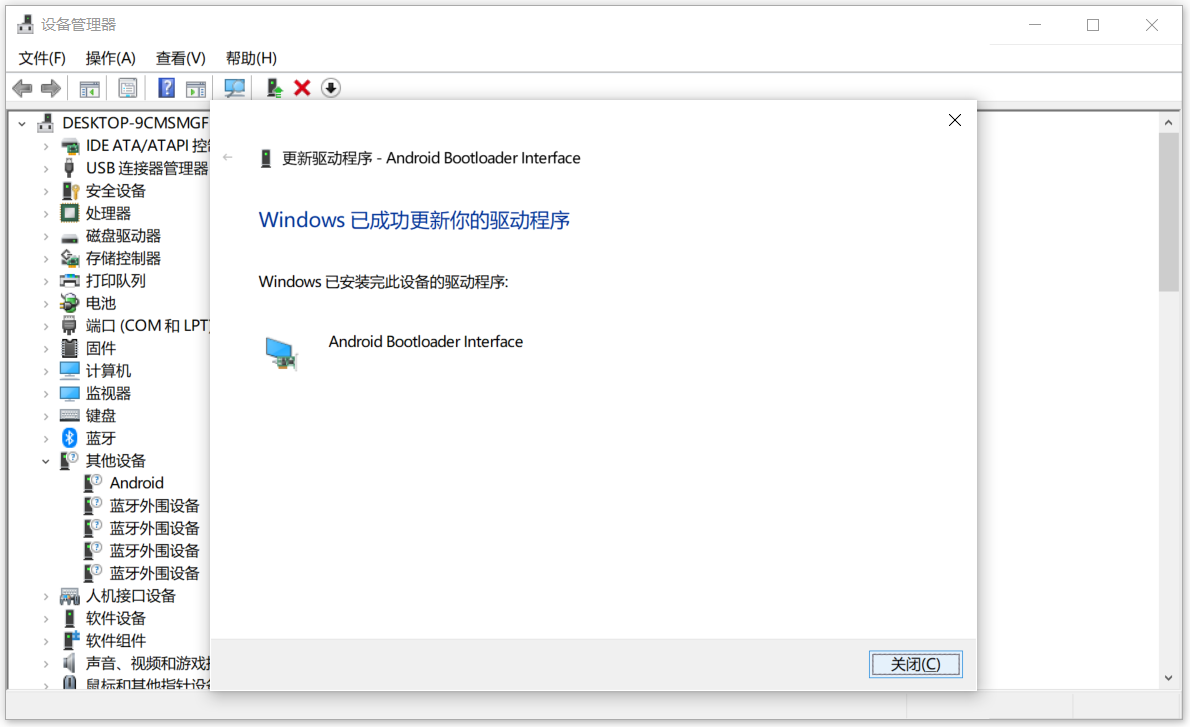 设备管理器
文件(F) 操作(A) 查看(V) 帮助(H)
DESKTOP-9CMSMGF
IDE ATA/ATAPI
USB 连接器管理器
安全设备
处理器
磁盘驱动器
存储控制器
打印队列
电池
端口 (COM 和 LPT)
固件
计算机
监视器
键盘
蓝牙
其他设备
Android
蓝牙外围设备
蓝牙外围设备
蓝牙外围设备
蓝牙外围设备
人机接口设备
软件设备
软件组件
声音、视频和游戏
鼠标和其他指针设
更新驱动程序 - Android Bootloader Interface
Windows 已成功更新你的驱动程序
Windows 已安装完此设备的驱动程序:
Android Bootloader Interface
关闭(C)